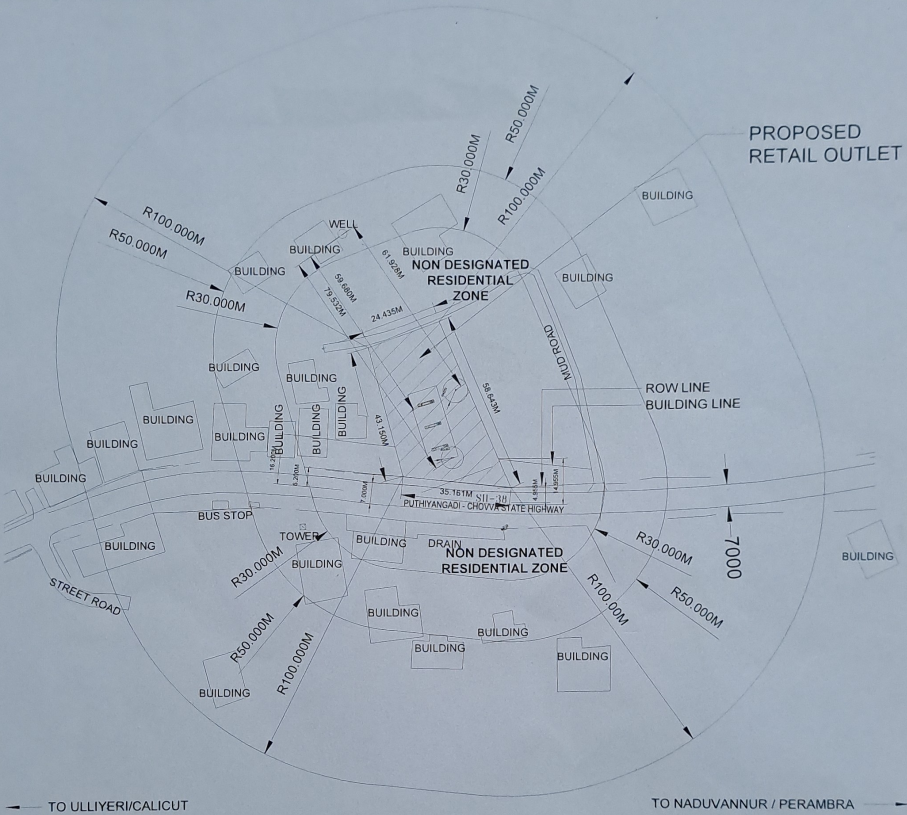 R50.000M
R30.000M
R100.000M
PROPOSED
RETAIL OUTLET
BUILDING
R100.000M
R50.000M
R30.000M
WELL
BUILDING
BUILDING
BUILDING
NON DESIGNATED
RESIDENTIAL
ZONE
BUILDING
61.928M
59.680M
79.532M
24.435M
MUD ROAD
BUILDING
BUILDING
ROW LINE
BUILDING LINE
58.643M
43.150M
BUILDING
BUILDING
BUILDING
BUILDING
BUILDING
BUILDING
BUILDING
4.955M
14.955M
35.161M
SH-38
PUTHIYANGADI - CHOVVA STATE HIGHWAY
BUS STOP
TOWER
BUILDING
DRAIN
NON DESIGNATED
RESIDENTIAL ZONE
BUILDING
BUILDING
R30.000M
7000
BUILDING
R30.000M
STREET ROAD
R50.000M
R100.00M
BUILDING
BUILDING
BUILDING
BUILDING
R50.000M
R100.000M
BUILDING
TO ULLIYERI/CALICUT
TO NADUVANNUR / PERAMBRA